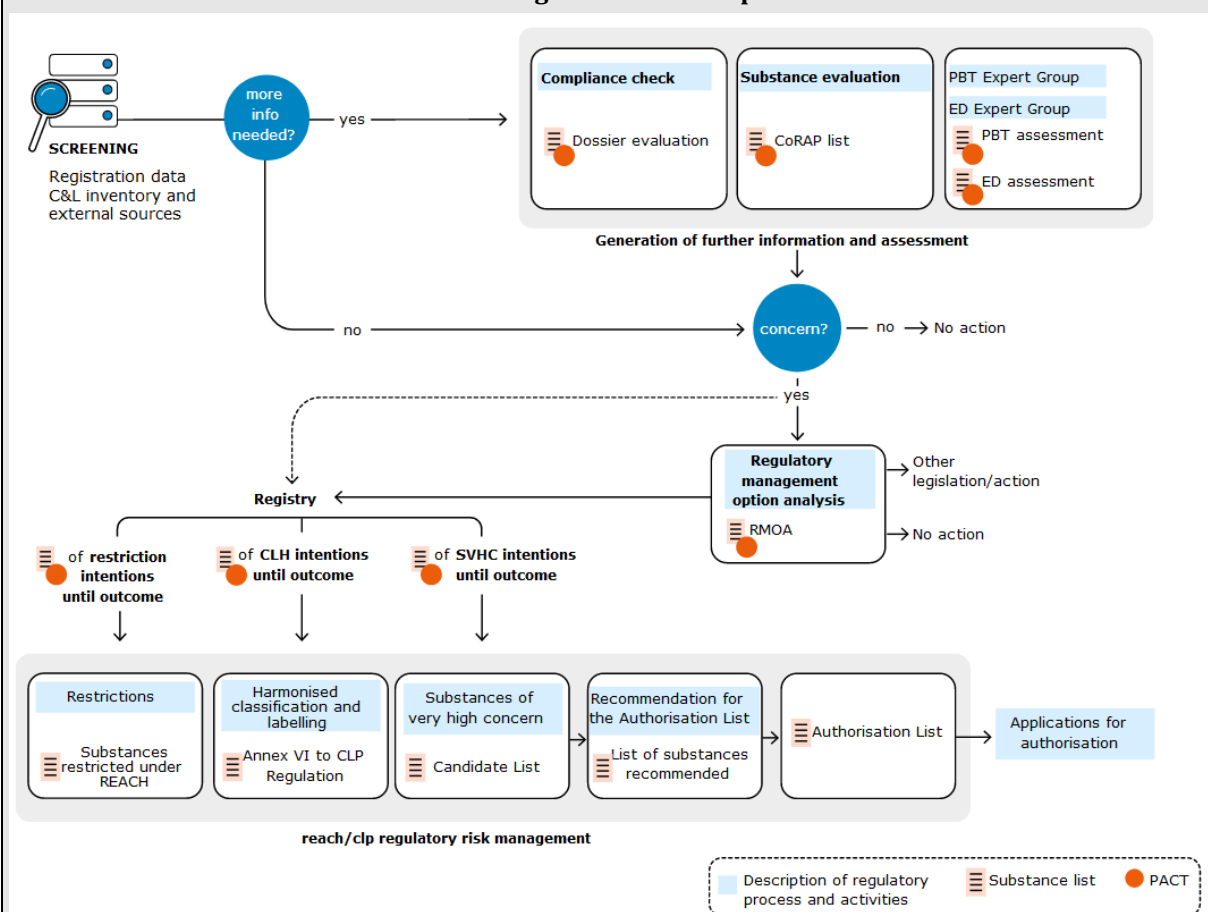 more
info
needed?
yes
SCREENING
Registration data
C&L inventory and
external sources
Compliance check
Dossier evaluation
Substance evaluation
CoRAP list
PBT Expert Group
ED Expert Group
PBT assessment
ED assessment
Generation of further information and assessment
no
concern?
no
No action
yes
Regulatory
management
option analysis
RMOA
Other
legislation/action
No action
Registry
of restriction
intentions
until outcome
of CLH intentions
until outcome
of SVHC intentions
until outcome
Restrictions
Substances
restricted under
REACH
Harmonised
classification and
labelling
Annex VI to CLP
Regulation
Substances of
very high concern
Candidate List
Recommendation for
the Authorisation List
List of substances
recommended
Authorisation List
Applications for
authorisation
reach/clp regulatory risk management
Description of regulatory
process and activities
Substance list
PACT